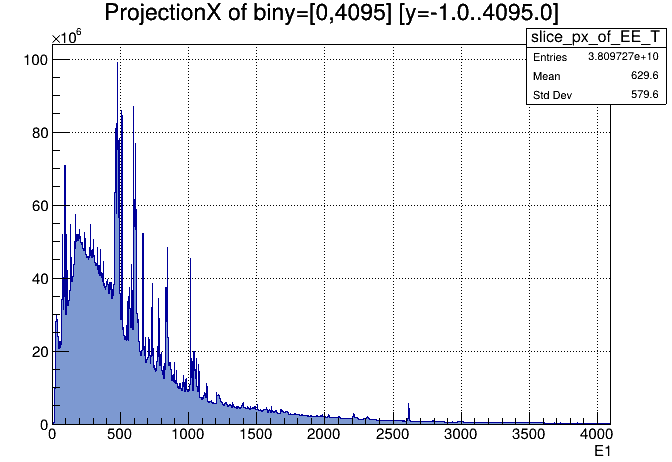 ProjectionX of biny=[0,4095] [y=-1.0..4095.0]
×10⁶
slice_px_of_EE_T
Entries 3.809727e+10
Mean 629.6
Std Dev 579.6
100
80
60
40
20
0
0 500 1000 1500 2000 2500 3000 3500 4000
E1